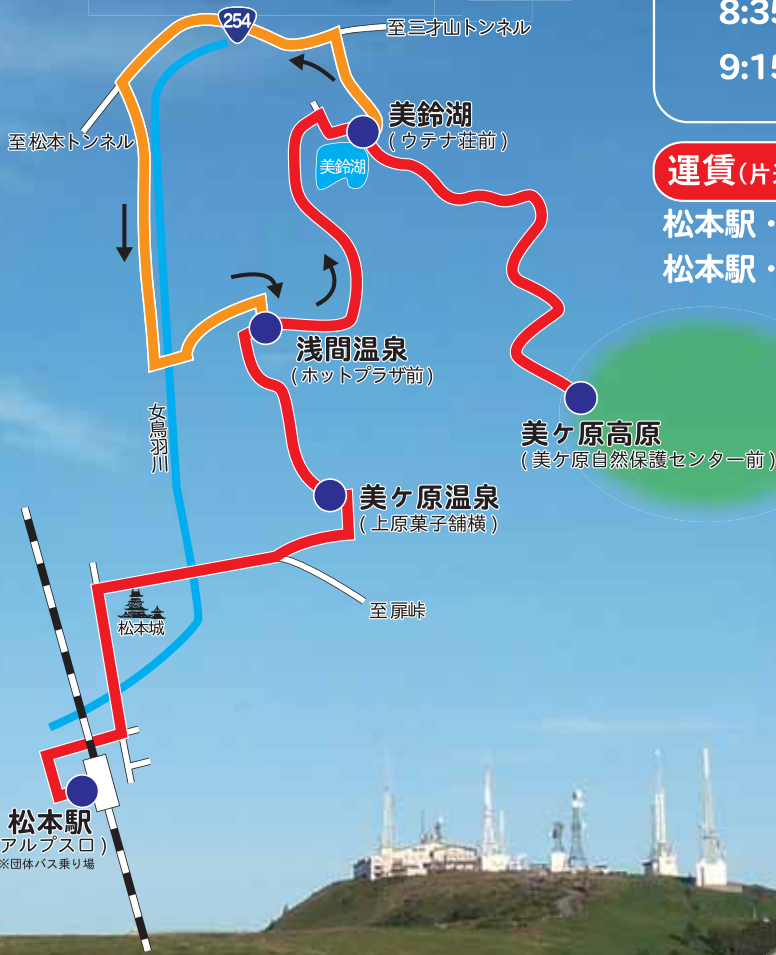 254
至三才山トンネル
8:35
9:15
美鈴湖
(ウテナ荘前)
至松本トンネル
美鈴湖
運賃(片
松本駅・
松本駅・
浅間温泉
(ホットプラザ前)
女鳥羽川
美ヶ原高原
(美ヶ原自然保護センター前)
美ヶ原温泉
(上原菓子舗横)
至扉峠
松本城
松本駅
アルプス口)
※団体バス乗り場